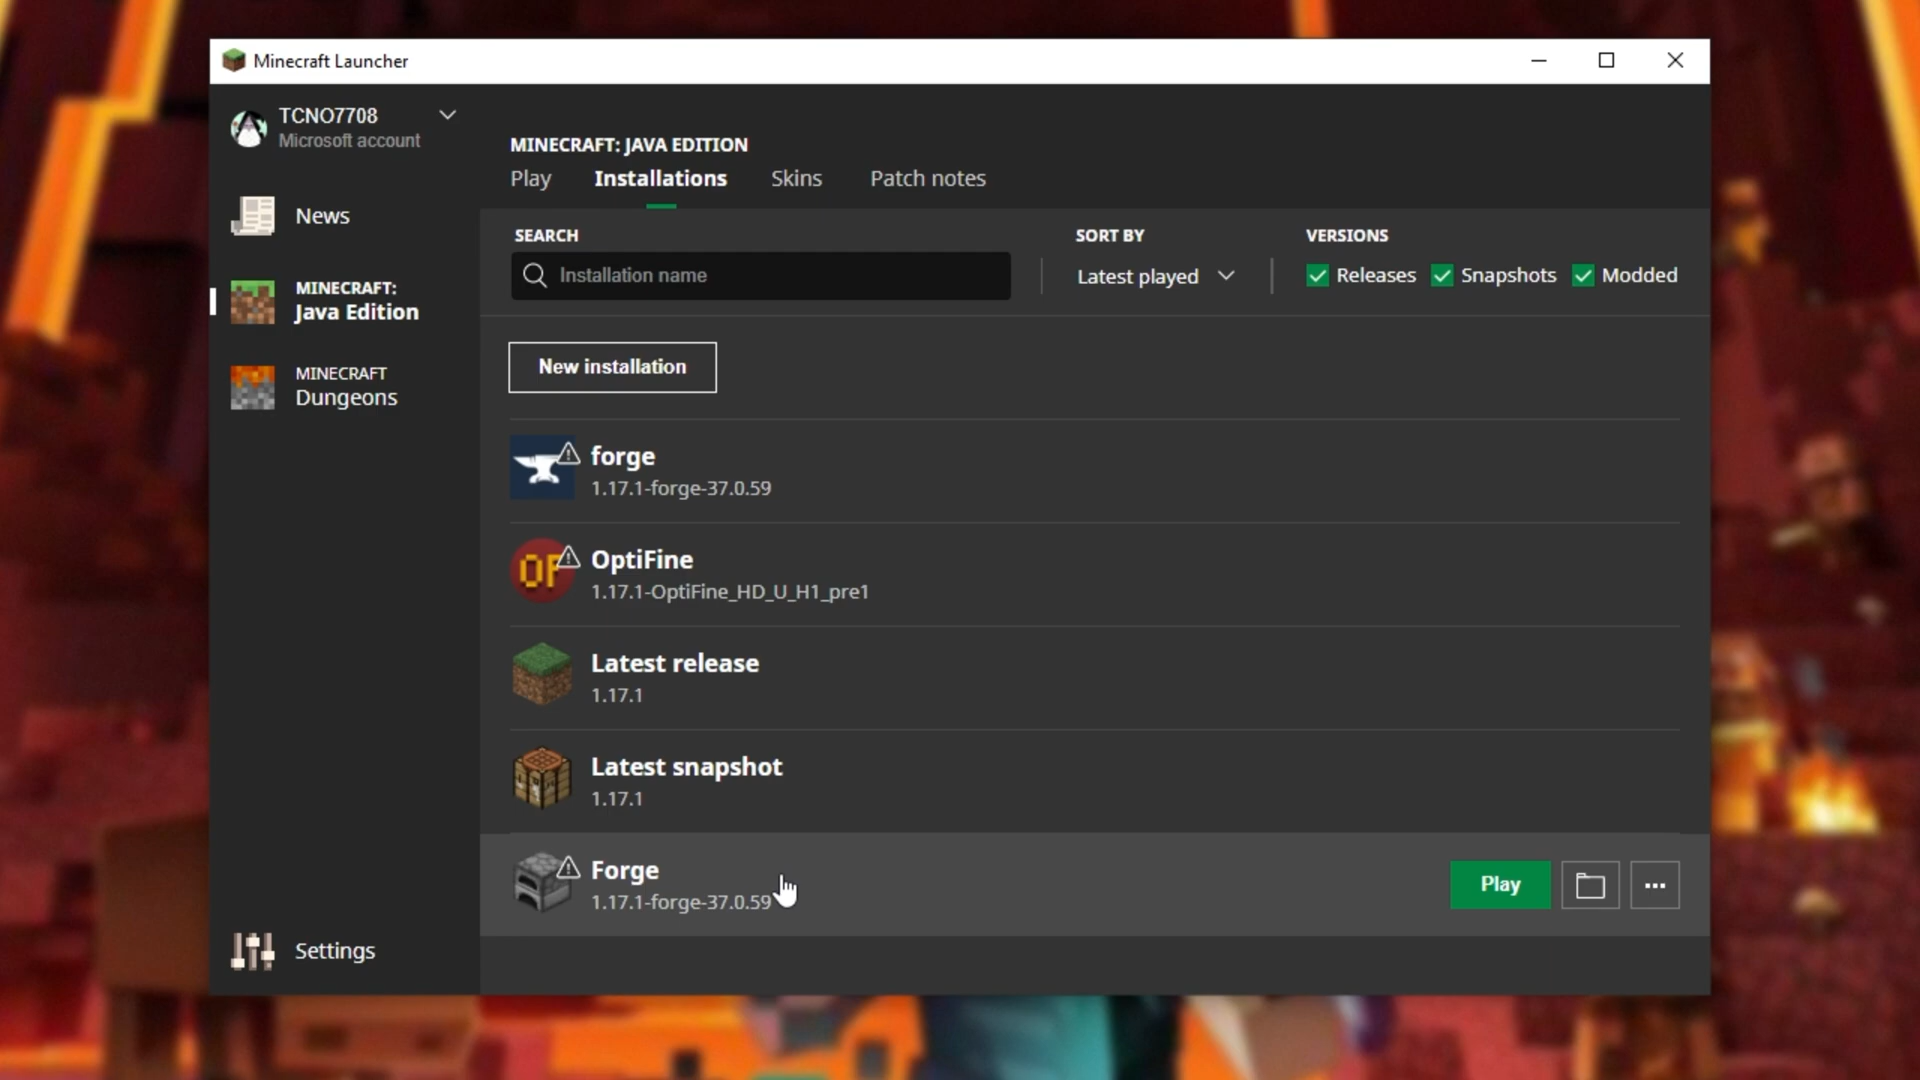 Minecraft Launcher
TCNO7708
Microsoft account
News
MINECRAFT:
Java Edition
MINECRAFT
Dungeons
Settings
MINECRAFT: JAVA EDITION
Play
Installations
Skins
Patch notes
SEARCH
Installation name
SORT BY
Latest played
VERSIONS
Releases
Snapshots
Modded
New installation
forge
1.17.1-forge-37.0.59
OF
OptiFine
1.17.1-OptiFine_HD_U_H1_pre1
Latest release
1.17.1
Latest snapshot
1.17.1
Forge
1.17.1-forge-37.0.59
Play